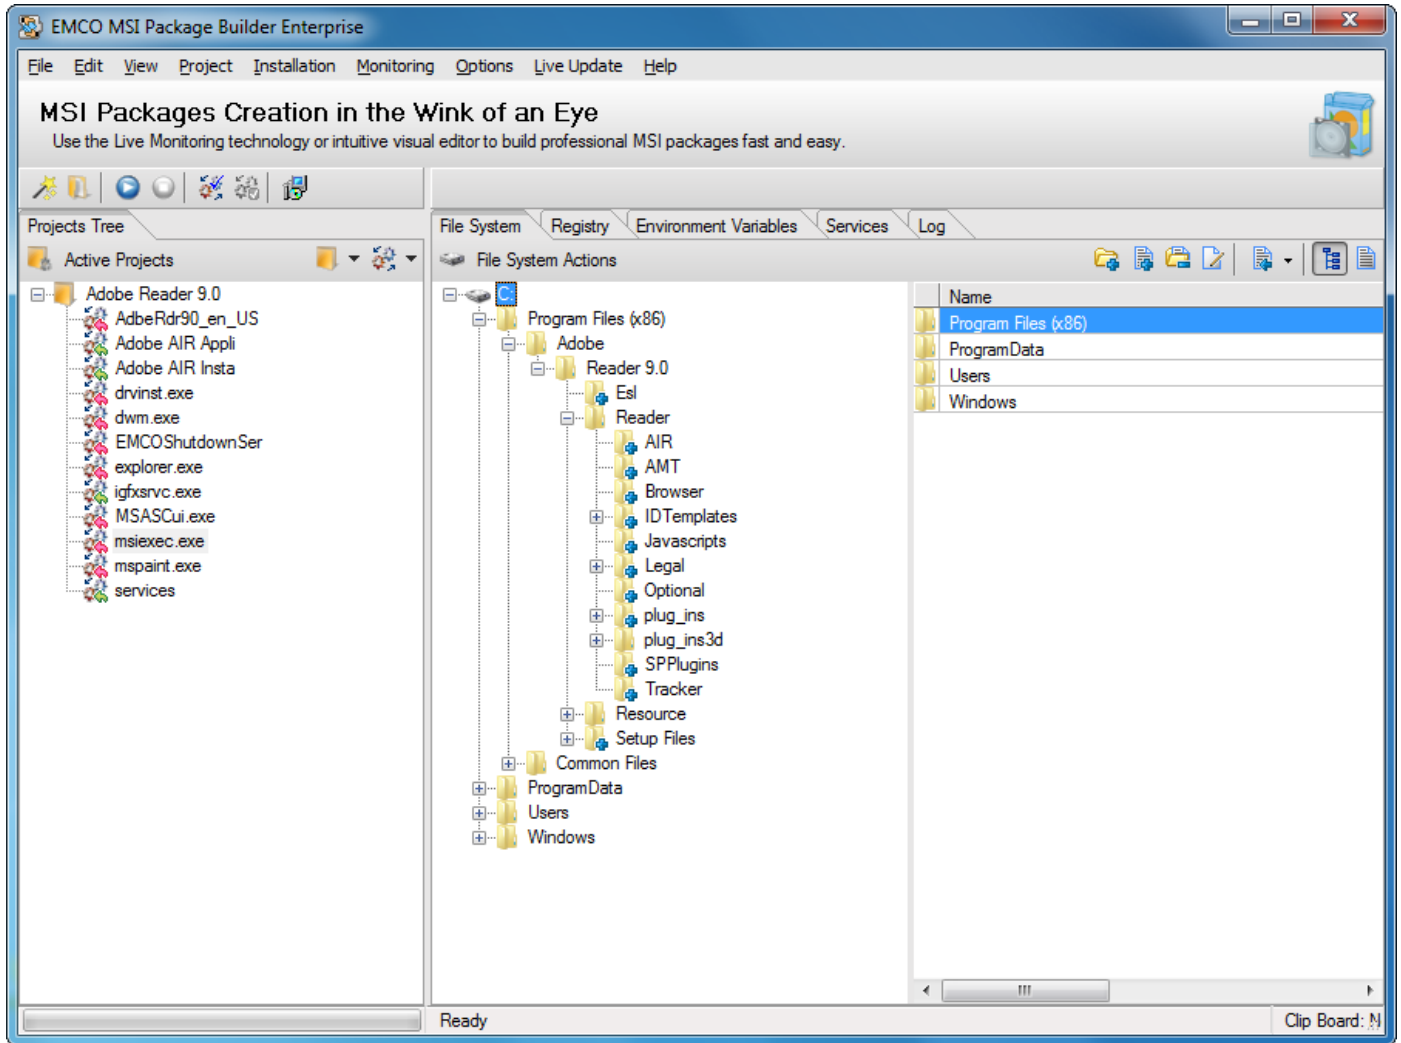 EMCO MSI Package Builder Enterprise
File Edit View Project Installation Monitoring Options Live Update Help
MSI Packages Creation in the Wink of an Eye
Use the Live Monitoring technology or intuitive visual editor to build professional MSI packages fast and easy.
Projects Tree
File System Registry Environment Variables Services Log
Active Projects
File System Actions
Adobe Reader 9.0
AdbeRdr90_en_US
Adobe AIR Appli
Adobe AIR Insta
drvinst.exe
dwm.exe
EMCOShutdownSer
explorer.exe
igfxsrvc.exe
MSASCui.exe
msiexec.exe
mspaint.exe
services
C:
Program Files (x86)
Adobe
Reader 9.0
Esl
Reader
AIR
AMT
Browser
IDTemplates
Javascripts
Legal
Optional
plug_ins
plug_ins3d
SPPlugins
Tracker
Resource
Setup Files
Common Files
ProgramData
Users
Windows
Name
Program Files (x86)
ProgramData
Users
Windows
Ready
Clip Board: N